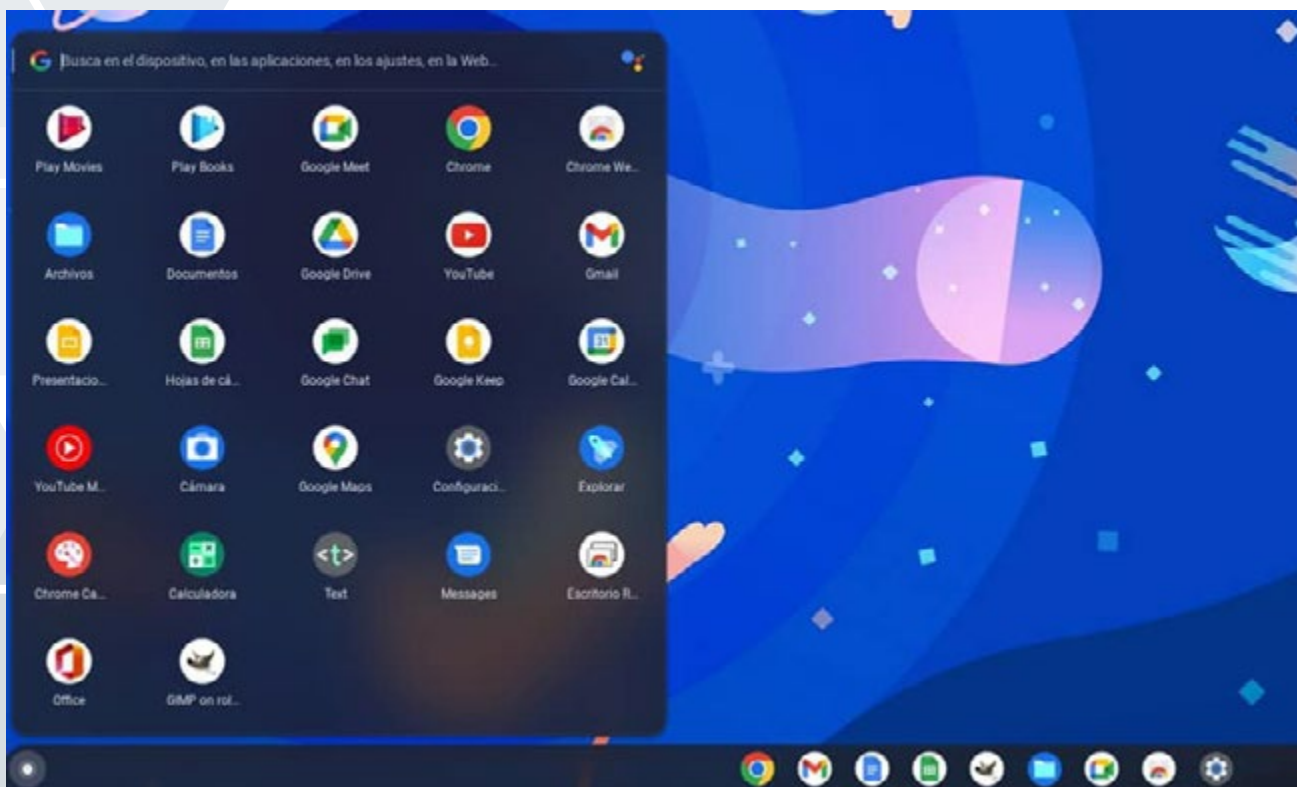 Busca en el dispositivo, en las aplicaciones, en los ajustes, en la Web...
Play Movies Play Books Google Meet Chrome Chrome We...
Archivos Documentos Google Drive YouTube Gmail
Presentacio... Hojas de cá... Google Chat Google Keep Google Cal...
YouTube M... Cámara Google Maps Configuraci... Explorar
Chrome Ca... Calculadora Text Messages Escritorio R...
Office GIMP on rol...